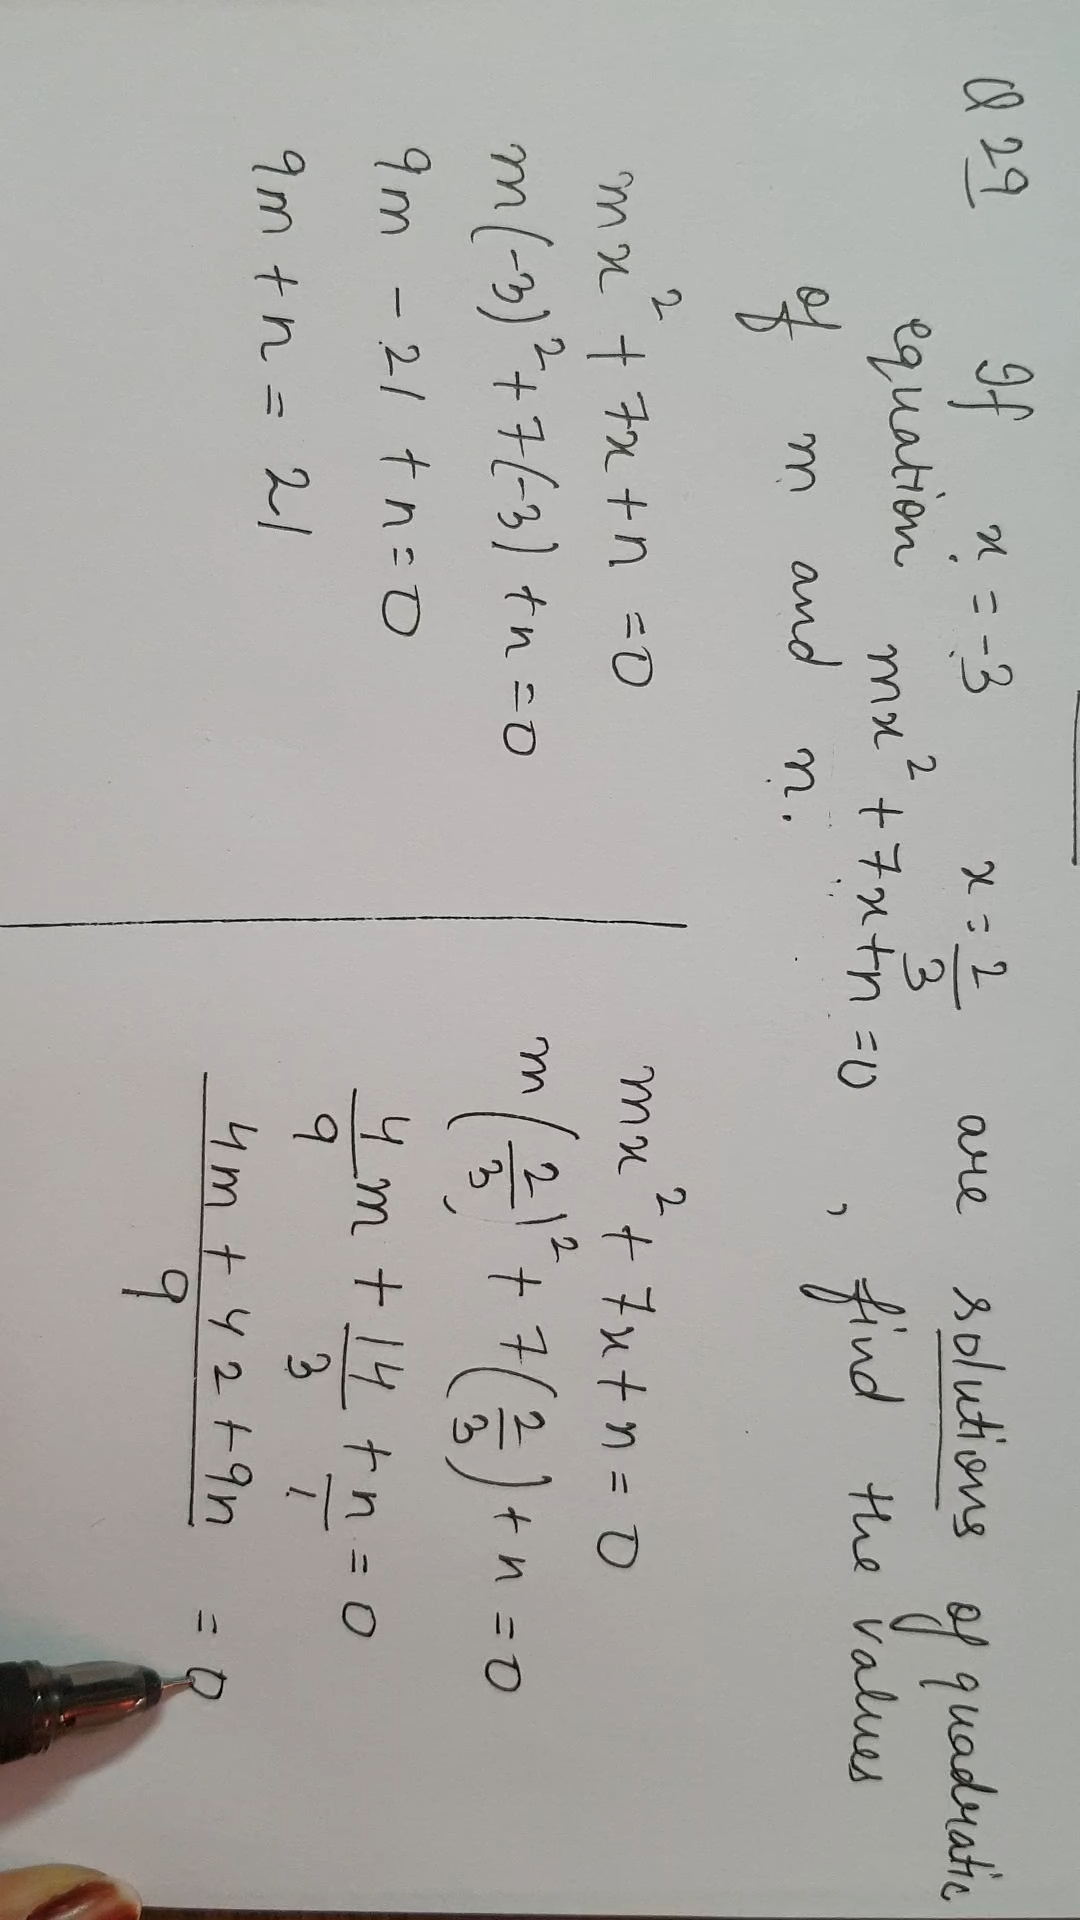 Q 29 If x = -3 x = 2/3 are solutions of quadratic
equation mx² + 7x + n = 0 , find the values
of m and n.
mx² + 7x + n = 0
m(-3)² + 7(-3) + n = 0
9m - 21 + n = 0
9m + n = 21
mx² + 7x + n = 0
m(2/3)² + 7(2/3) + n = 0
4/9 m + 14/3 + n/1 = 0
4m + 42 + 9n / 9 = 0